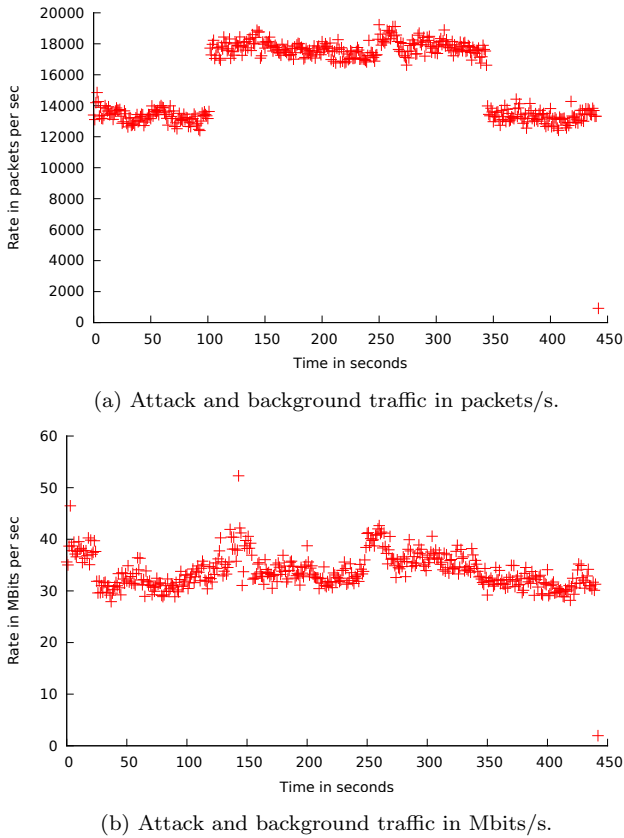 20000
18000
16000
14000
12000
10000
8000
6000
4000
2000
0
Rate in packets per sec
0 50 100 150 200 250 300 350 400 450
Time in seconds
(a) Attack and background traffic in packets/s.
60
50
40
30
20
10
0
Rate in MBits per sec
0 50 100 150 200 250 300 350 400 450
Time in seconds
(b) Attack and background traffic in Mbits/s.